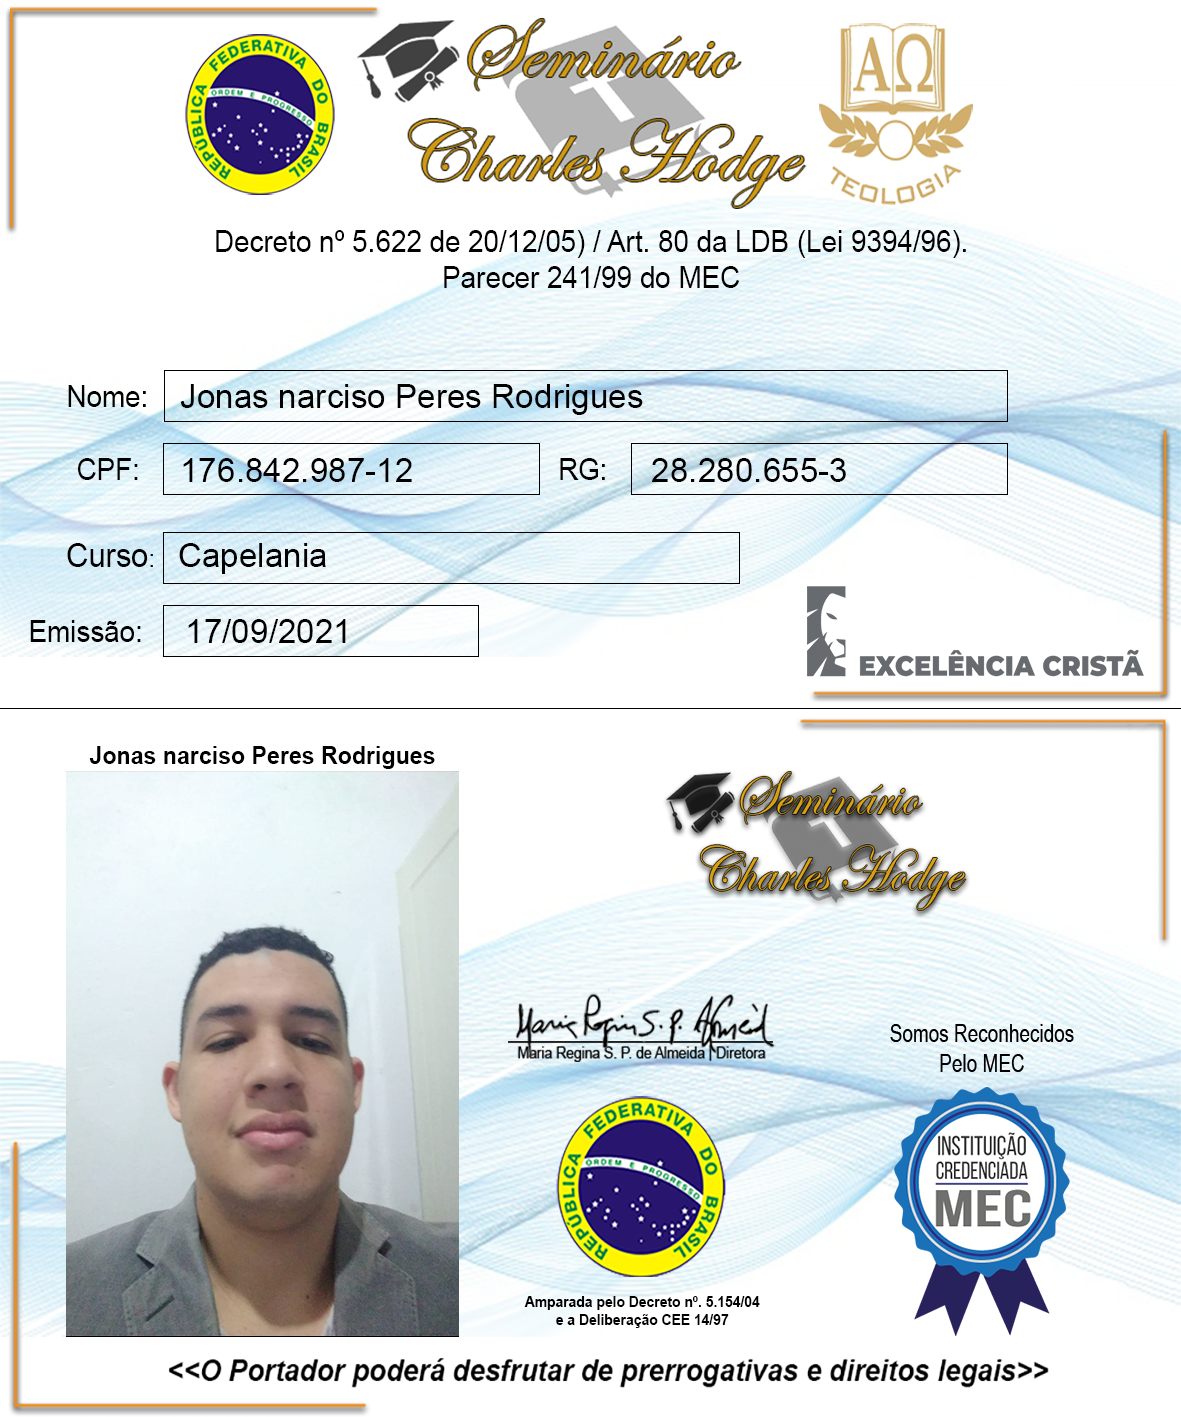 REPÚBLICA FEDERATIVA DO BRASIL
ORDEM E PROGRESSO
Seminário
Charles Hodge
ΑΩ
TEOLOGIA
Decreto nº 5.622 de 20/12/05) / Art. 80 da LDB (Lei 9394/96).
Parecer 241/99 do MEC
Nome: Jonas narciso Peres Rodrigues
CPF: 176.842.987-12 RG: 28.280.655-3
Curso: Capelania
Emissão: 17/09/2021
EXCELÊNCIA CRISTÃ
Jonas narciso Peres Rodrigues
Seminário
Charles Hodge
Maria Regina S. P. Almeid
Maria Regina S. P. de Almeida | Diretora
Somos Reconhecidos
Pelo MEC
REPÚBLICA FEDERATIVA DO BRASIL
ORDEM E PROGRESSO
INSTITUIÇÃO
CREDENCIADA
MEC
Amparada pelo Decreto nº. 5.154/04
e a Deliberação CEE 14/97
<<O Portador poderá desfrutar de prerrogativas e direitos legais>>